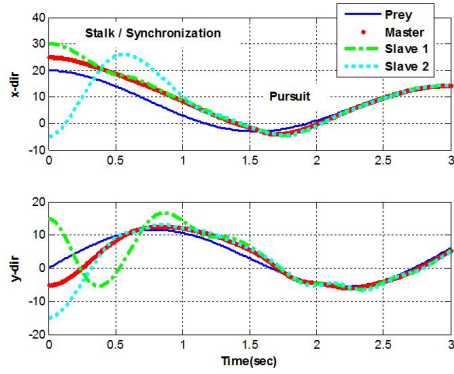 Stalk / Synchronization
Prey
Master
Slave 1
Slave 2
Pursuit
x-dir
40
30
20
10
0
-10
0 0.5 1 1.5 2 2.5 3
y-dir
20
10
0
-10
-20
0 0.5 1 1.5 2 2.5 3
Time(sec)